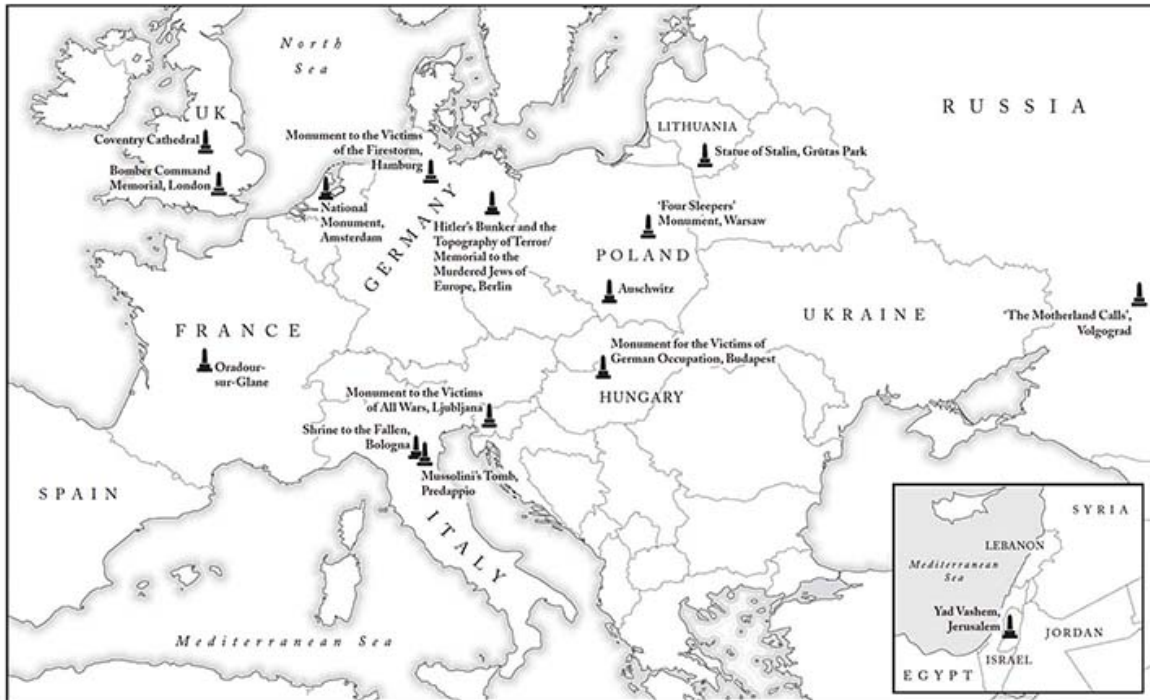 North
Sea
RUSSIA
UK
LITHUANIA
Coventry Cathedral
Monument to the Victims
of the Firestorm,
Hamburg
Statue of Stalin, Grūtas Park
Bomber Command
Memorial, London
National
Monument,
Amsterdam
GERMANY
Hitler's Bunker and the
Topography of Terror/
Memorial to the
Murdered Jews of
Europe, Berlin
'Four Sleepers'
Monument, Warsaw
POLAND
Auschwitz
UKRAINE
'The Motherland Calls',
Volgograd
FRANCE
Oradour-
sur-Glane
Monument for the Victims of
German Occupation, Budapest
HUNGARY
Monument to the Victims
of All Wars, Ljubljana
Shrine to the Fallen,
Bologna
Mussolini's Tomb,
Predappio
SPAIN
ITALY
Mediterranean Sea
SYRIA
LEBANON
Mediterranean
Sea
Yad Vashem,
Jerusalem
JORDAN
ISRAEL
EGYPT